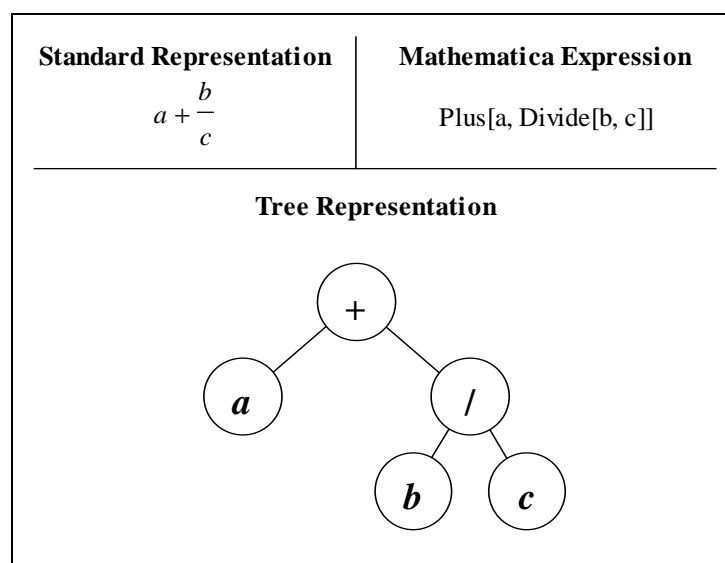 Standard Representation
a + b/c
Mathematica Expression
Plus[a, Divide[b, c]]
Tree Representation
+
a /
b c